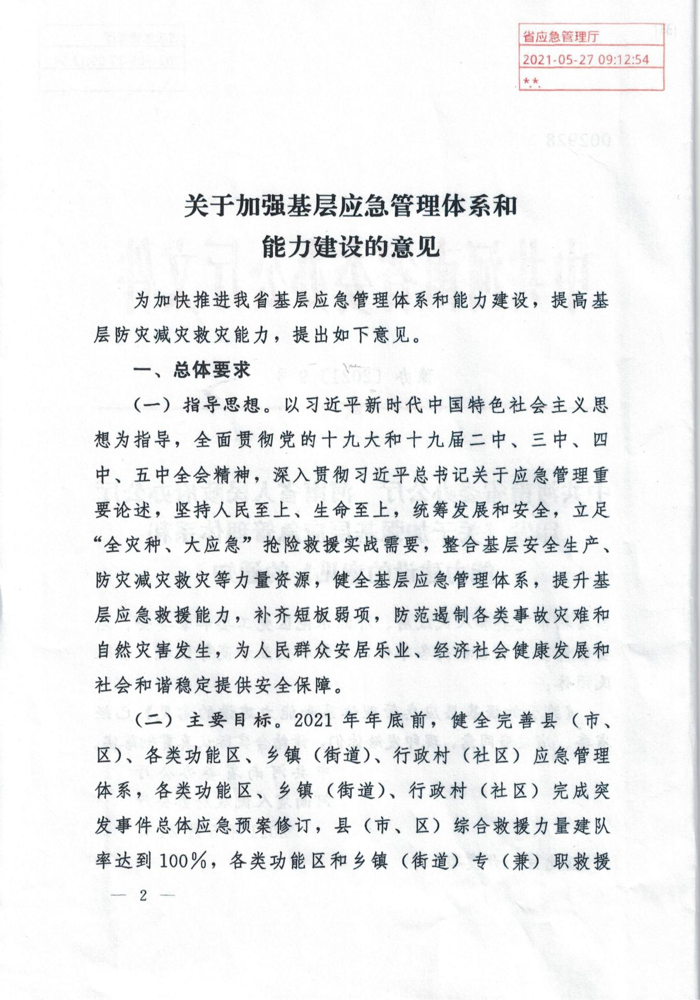 省应急管理厅
2021-05-27 09:12:54
**.
002928
关于加强基层应急管理体系和
能力建设的意见
为加快推进我省基层应急管理体系和能力建设，提高基
层防灾减灾救灾能力，提出如下意见。
一、总体要求
（一）指导思想。以习近平新时代中国特色社会主义思
想为指导，全面贯彻党的十九大和十九届二中、三中、四
中、五中全会精神，深入贯彻习近平总书记关于应急管理重
要论述，坚持人民至上、生命至上，统筹发展和安全，立足
“全灾种、大应急”抢险救援实战需要，整合基层安全生产、
防灾减灾救灾等力量资源，健全基层应急管理体系，提升基
层应急救援能力，补齐短板弱项，防范遏制各类事故灾难和
自然灾害发生，为人民群众安居乐业、经济社会健康发展和
社会和谐稳定提供安全保障。
（二）主要目标。2021年年底前，健全完善县（市、
区）、各类功能区、乡镇（街道）、行政村（社区）应急管理
体系，各类功能区、乡镇（街道）、行政村（社区）完成突
发事件总体应急预案修订，县（市、区）综合救援力量建队
率达到100%，各类功能区和乡镇（街道）专（兼）职救援
— 2 —